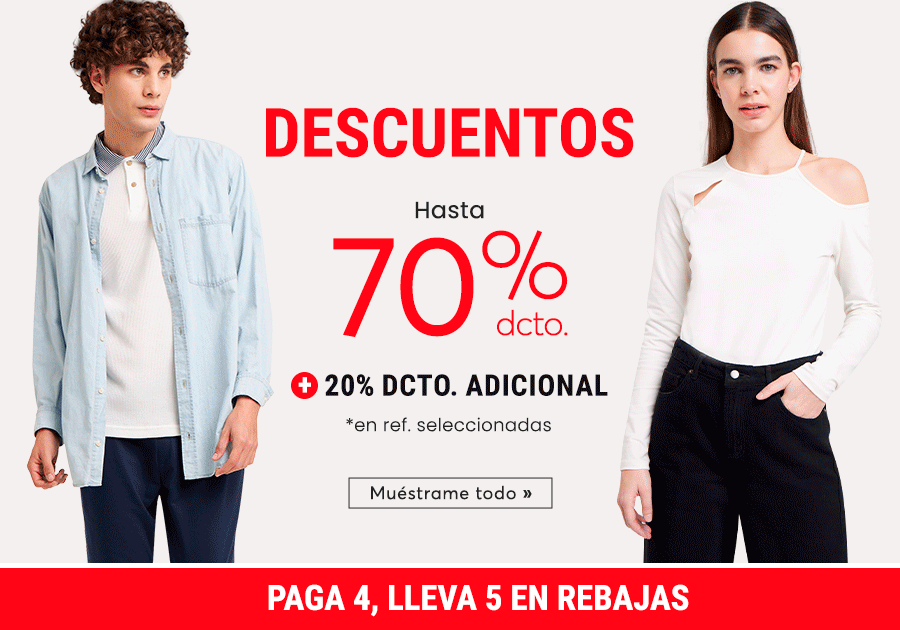 DESCUENTOS
Hasta
70%
dcto.
+ 20% DCTO. ADICIONAL
*en ref. seleccionadas
Muéstrame todo »
PAGA 4, LLEVA 5 EN REBAJAS